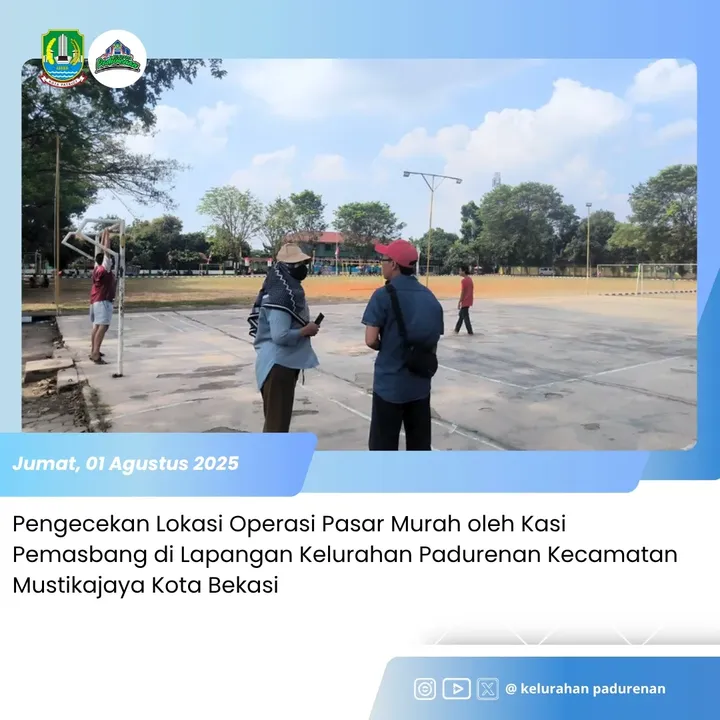 Jumat, 01 Agustus 2025
Pengecekan Lokasi Operasi Pasar Murah oleh Kasi
Pemasbang di Lapangan Kelurahan Padurenan Kecamatan
Mustikajaya Kota Bekasi
@ kelurahan padurenan